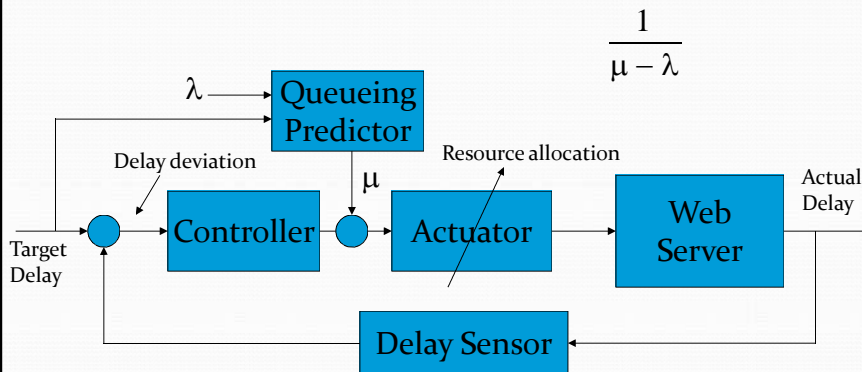 1
μ − λ
λ
Queueing
Predictor
Delay deviation
μ
Resource allocation
Target
Delay
Controller
Actuator
Web
Server
Actual
Delay
Delay Sensor